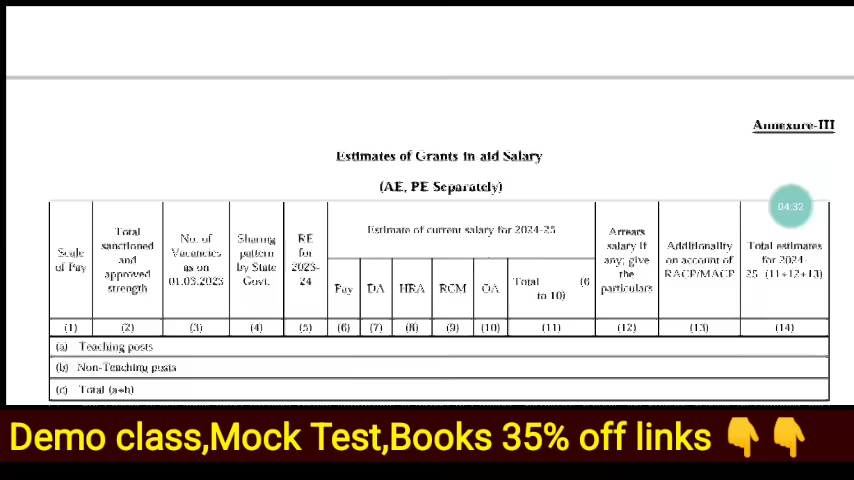 Annexure-III
Estimates of Grants in aid Salary
(AE, PE Separately)
Scale of Pay
Total sanctioned and approved strength
No. of Vacancies as on 01.03.2023
Sharing pattern by State Govt.
RE for 2023-24
Estimate of current salary for 2024-25
Pay
DA
HRA
RCM
OA
Total (6 to 10)
Arrears salary if any; give the particulars
Additionality on account of RACP/MACP
Total estimates for 2024-25 (11+12+13)
04:32
(1) (2) (3) (4) (5) (6) (7) (8) (9) (10) (11) (12) (13) (14)
(a) Teaching posts
(b) Non-Teaching posts
(c) Total (a+b)
Demo class,Mock Test,Books 35% off links 👇👇